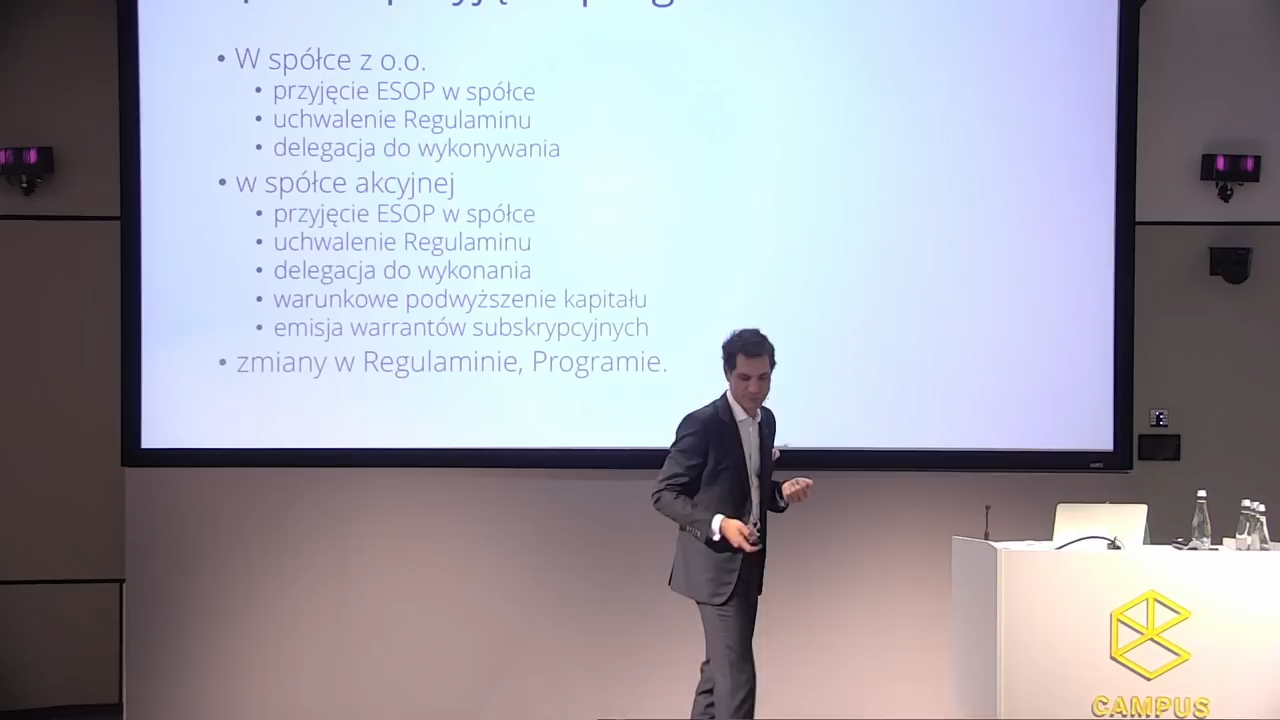 • W spółce z o.o.
• przyjęcie ESOP w spółce
• uchwalenie Regulaminu
• delegacja do wykonywania
• w spółce akcyjnej
• przyjęcie ESOP w spółce
• uchwalenie Regulaminu
• delegacja do wykonania
• warunkowe podwyższenie kapitału
• emisja warrantów subskrypcyjnych
• zmiany w Regulaminie, Programie.
CAMPUS